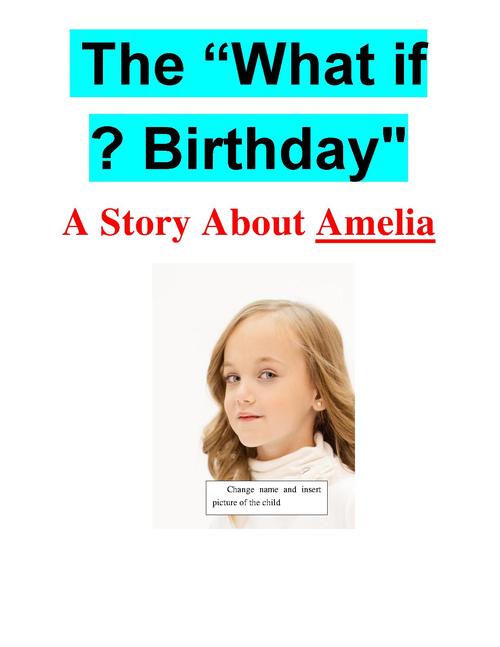 The “What if
? Birthday"
A Story About Amelia
Change name and insert
picture of the child